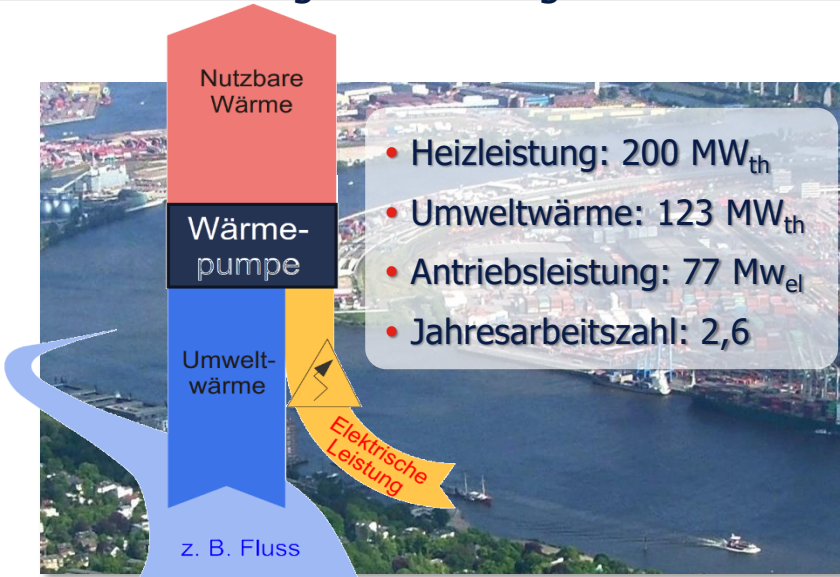 Nutzbare
Wärme
• Heizleistung: 200 MWth
• Umweltwärme: 123 MWth
• Antriebsleistung: 77 Mwel
• Jahresarbeitszahl: 2,6
Wärme-
pumpe
Umwelt-
wärme
Elektrische
Leistung
z. B. Fluss